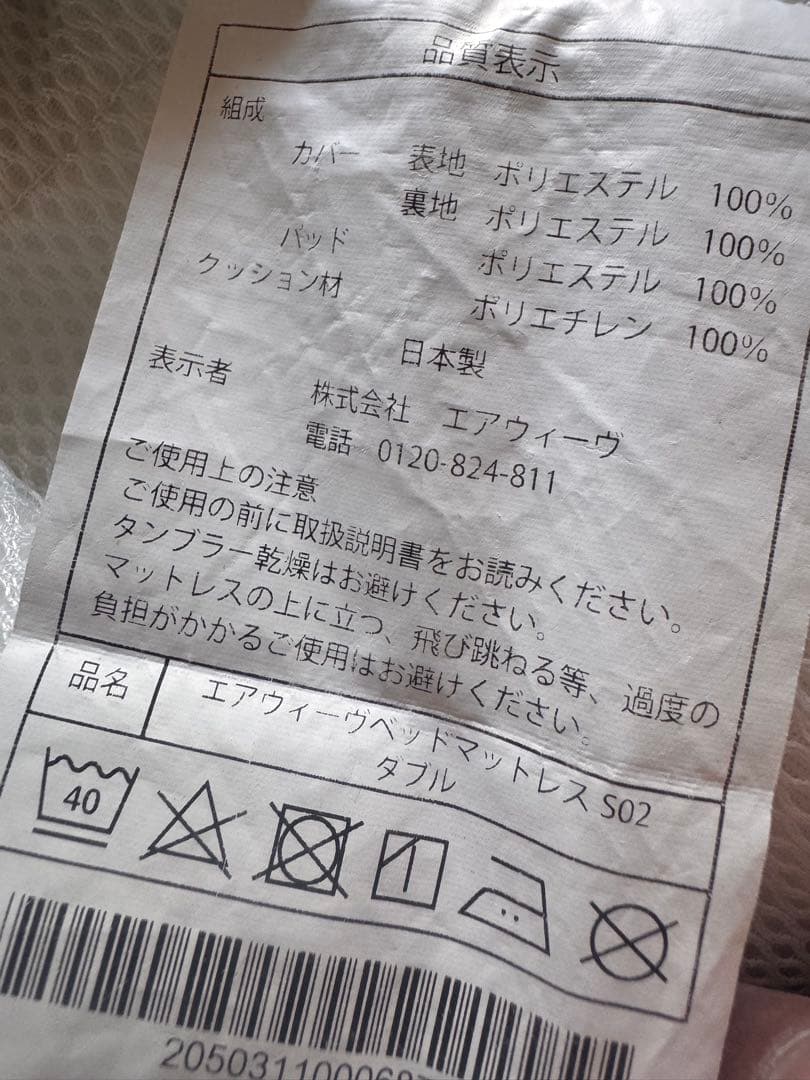 品質表示
組成
カバー 表地 ポリエステル 100%
裏地 ポリエステル 100%
パッド ポリエステル 100%
クッション材 ポリエチレン 100%
日本製
表示者 株式会社 エアウィーヴ
電話 0120-824-811
ご使用上の注意
ご使用の前に取扱説明書をお読みください。
タンブラー乾燥はお避けください。
マットレスの上に立つ、飛び跳ねる等、過度の
負担がかかるご使用はお避けください。
品名 エアウィーヴベッドマットレス S02
ダブル
40